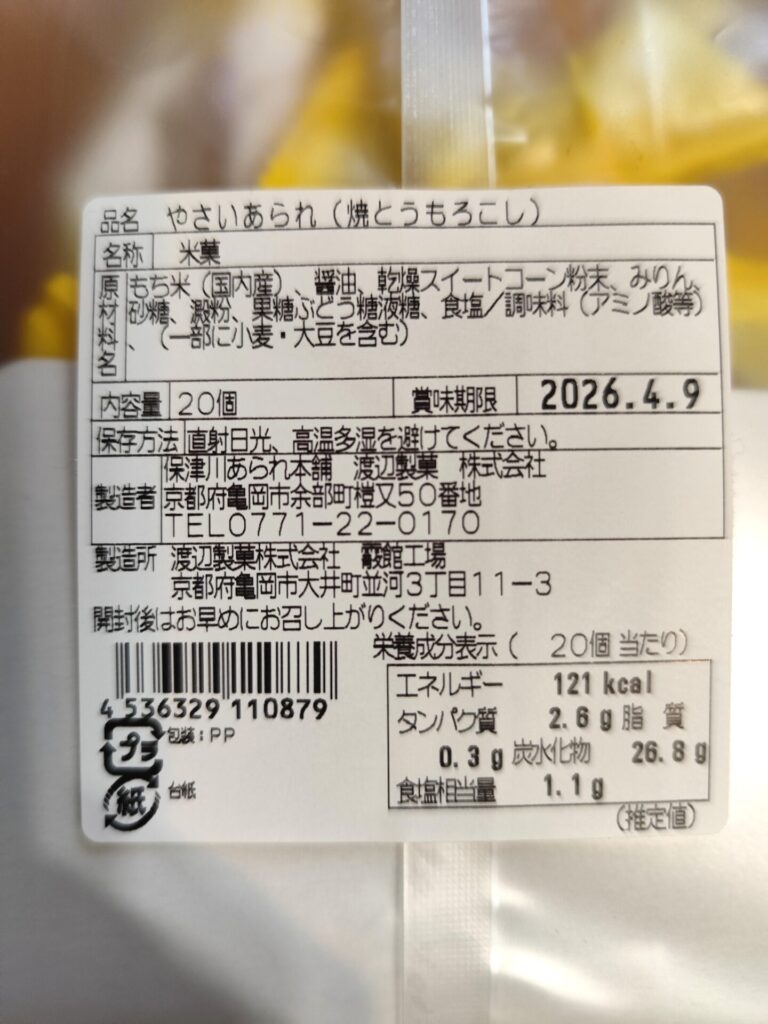 品名 やさいあられ（焼とうもろこし）
名称 米菓
原材料名 もち米（国内産）、醤油、乾燥スイートコーン粉末、みりん、
砂糖、澱粉、果糖ぶどう糖液糖、食塩／調味料（アミノ酸等）
、（一部に小麦・大豆を含む）
内容量 20個 賞味期限 2026.4.9
保存方法 直射日光、高温多湿を避けてください。
製造者 保津川あられ本舗 渡辺製菓 株式会社
京都府亀岡市余部町榿又50番地
TEL0771-22-0170
製造所 渡辺製菓株式会社 霰館工場
京都府亀岡市大井町並河3丁目11-3
開封後はお早めにお召し上がりください。
栄養成分表示（ 20個 当たり）
エネルギー 121 kcal
タンパク質 2.6 g 脂 質
0.3 g 炭水化物 26.8 g
食塩相当量 1.1 g
（推定値）
4 536329 110879
プラ 包装：PP
紙 台紙